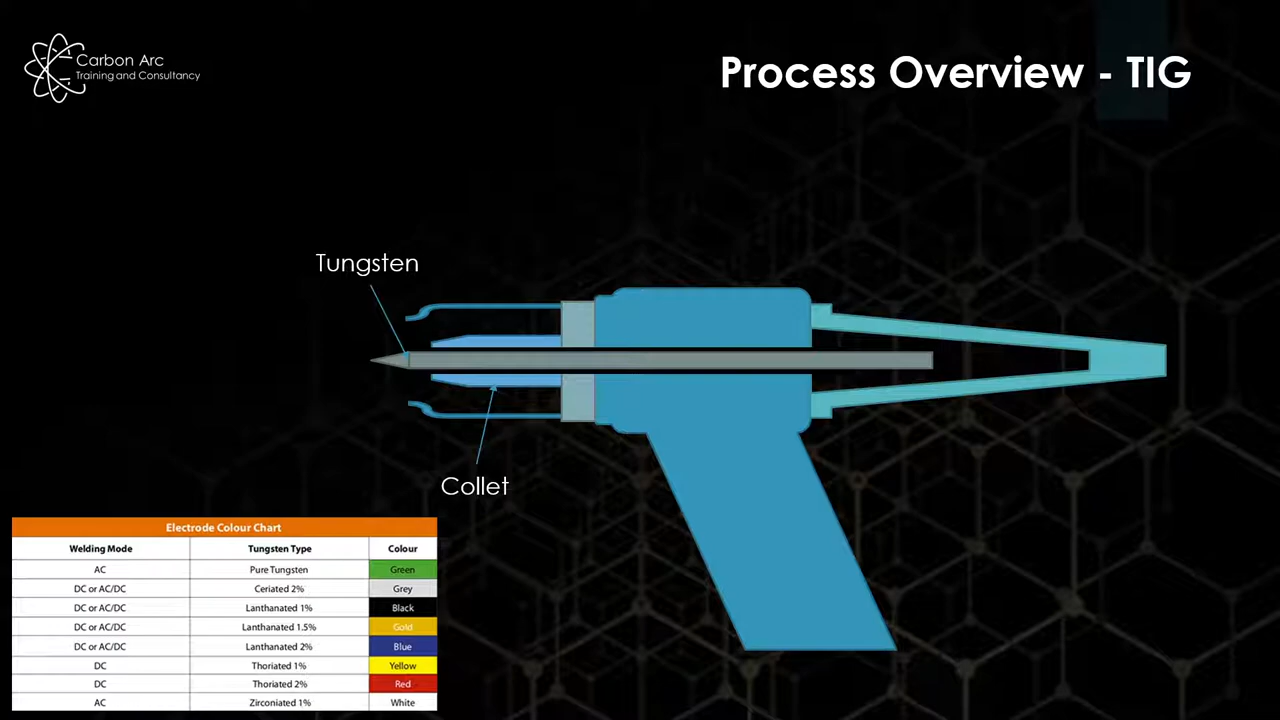 Carbon Arc
Training and Consultancy
Process Overview - TIG
Tungsten
Collet
Electrode Colour Chart
Welding Mode Tungsten Type Colour
AC Pure Tungsten Green
DC or AC/DC Ceriated 2% Grey
DC or AC/DC Lanthanated 1% Black
DC or AC/DC Lanthanated 1.5% Gold
DC or AC/DC Lanthanated 2% Blue
DC Thoriated 1% Yellow
DC Thoriated 2% Red
AC Zirconiated 1% White